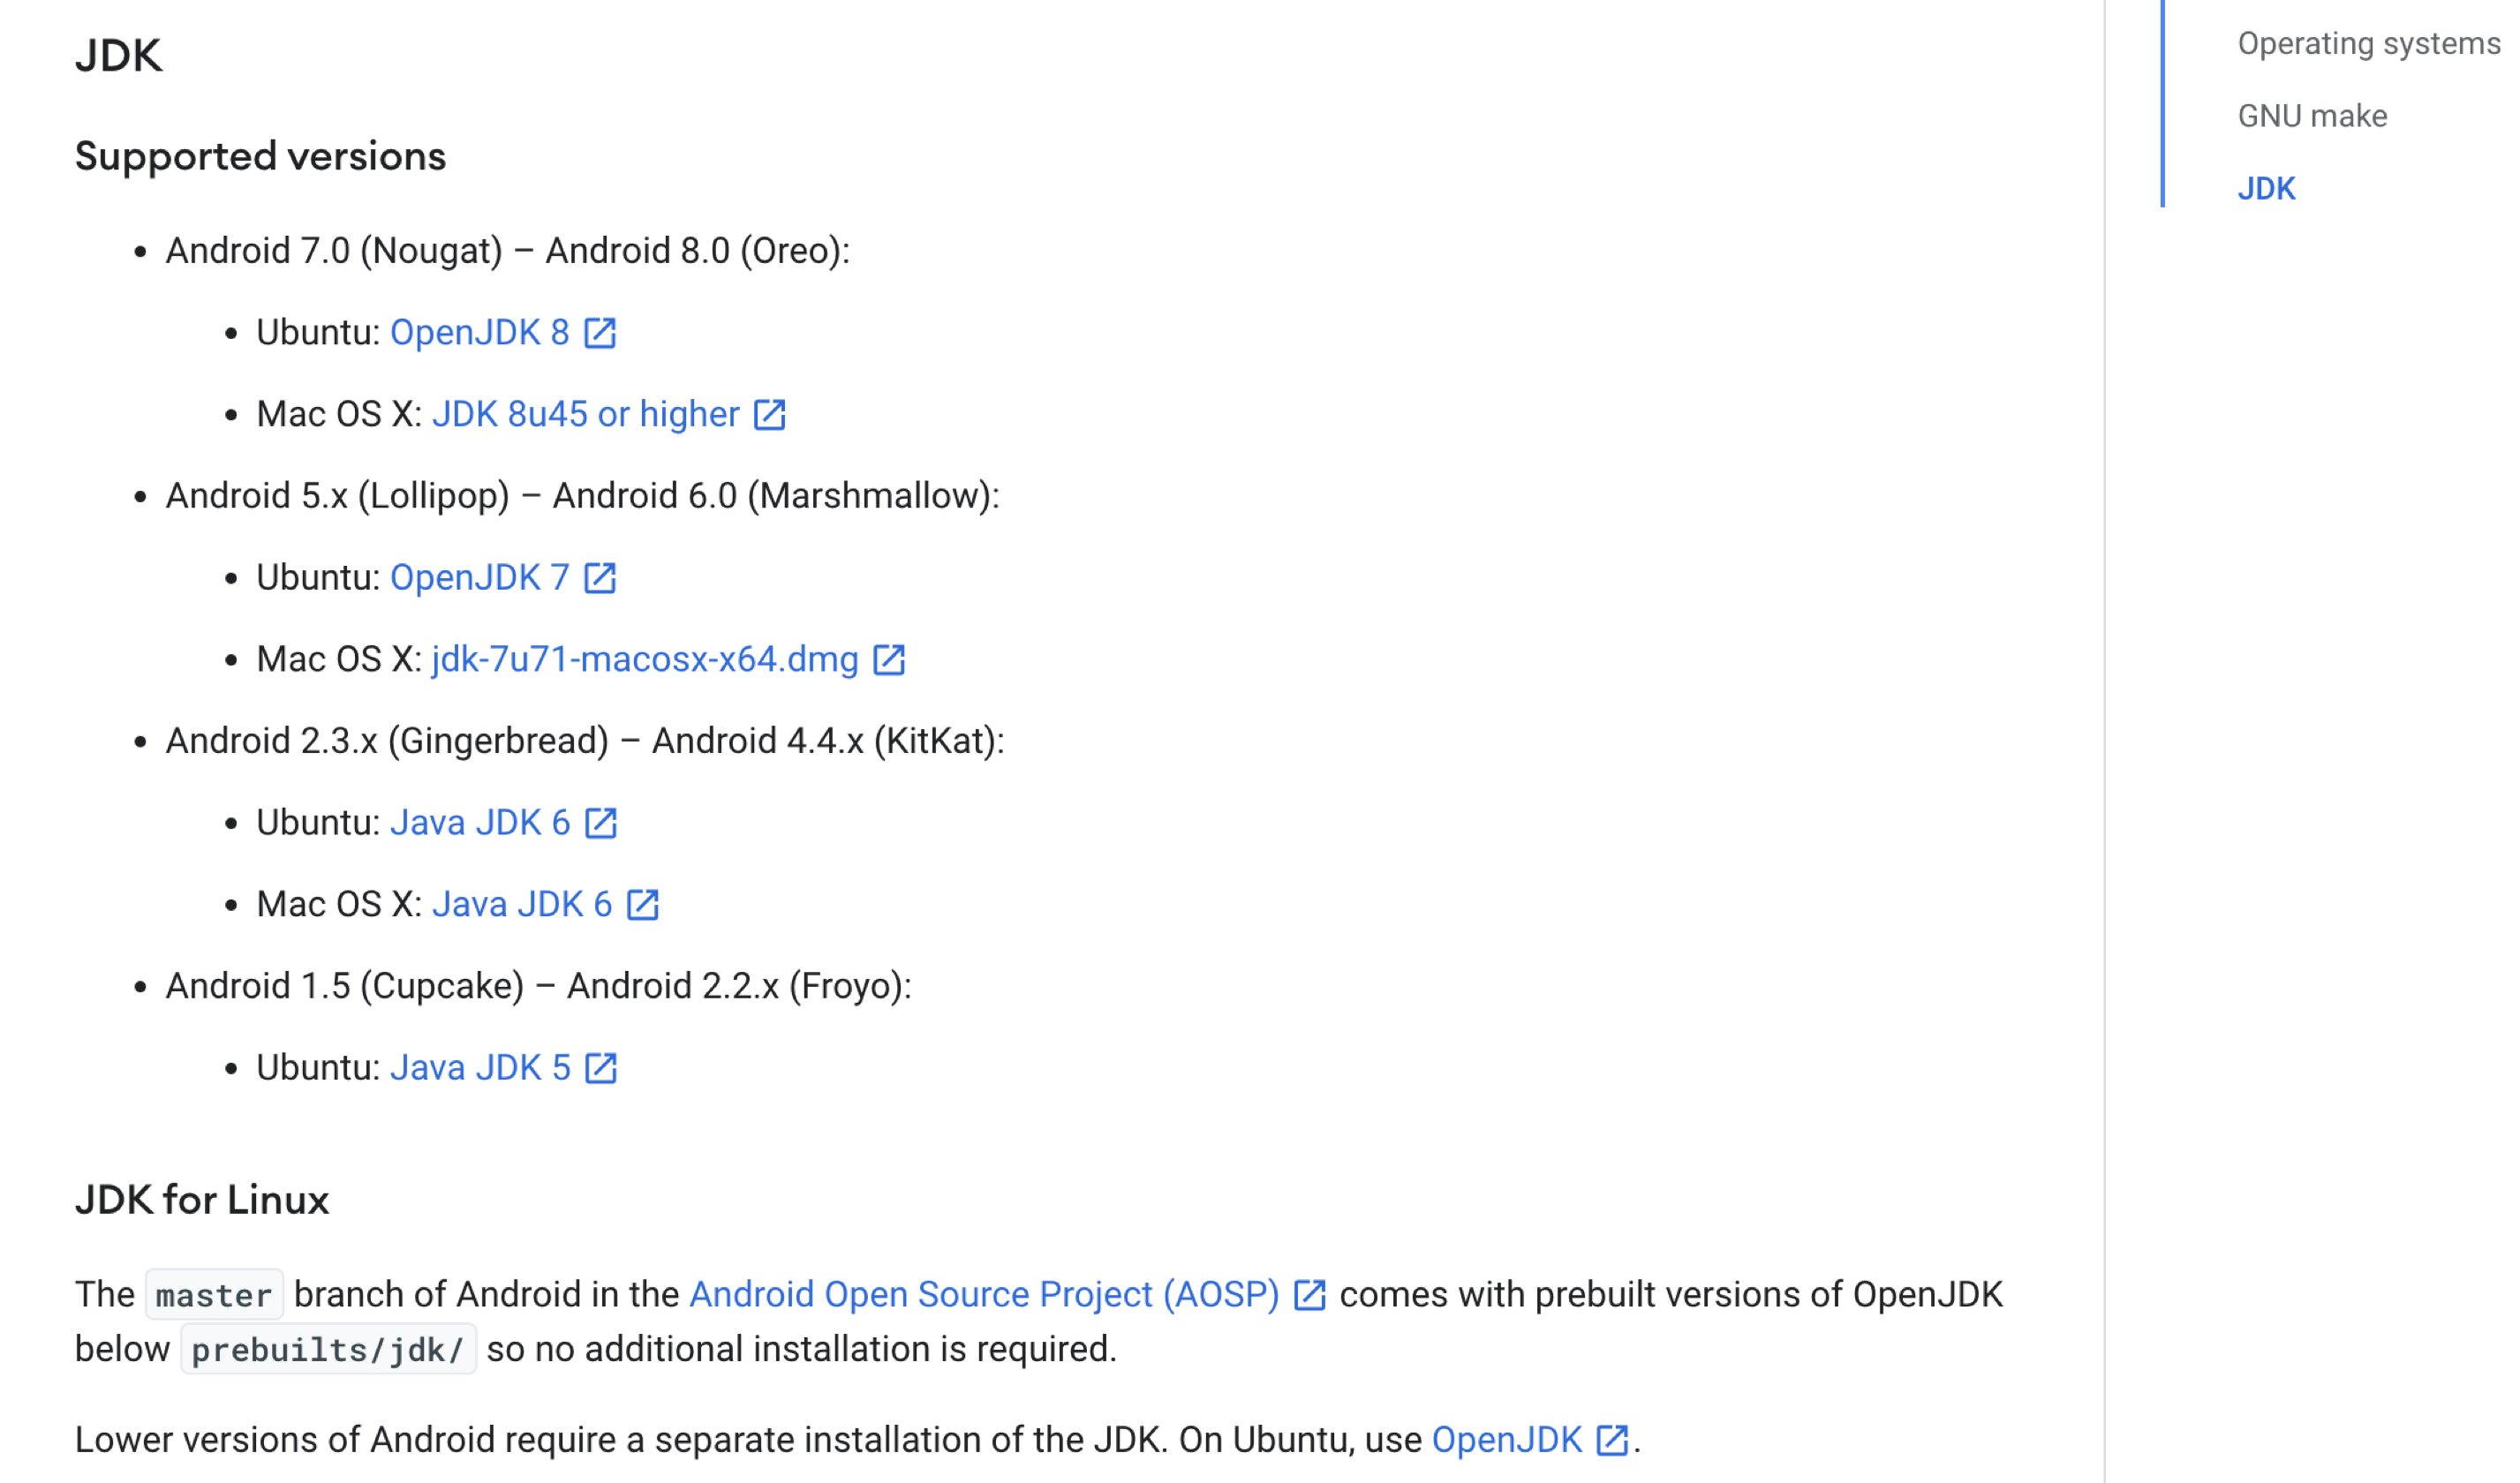 JDK
Supported versions
Android 7.0 (Nougat) – Android 8.0 (Oreo):
Ubuntu: OpenJDK 8
Mac OS X: JDK 8u45 or higher
Android 5.x (Lollipop) – Android 6.0 (Marshmallow):
Ubuntu: OpenJDK 7
Mac OS X: jdk-7u71-macosx-x64.dmg
Android 2.3.x (Gingerbread) – Android 4.4.x (KitKat):
Ubuntu: Java JDK 6
Mac OS X: Java JDK 6
Android 1.5 (Cupcake) – Android 2.2.x (Froyo):
Ubuntu: Java JDK 5
JDK for Linux
The master branch of Android in the Android Open Source Project (AOSP) comes with prebuilt versions of OpenJDK
below prebuilts/jdk/ so no additional installation is required.
Lower versions of Android require a separate installation of the JDK. On Ubuntu, use OpenJDK.
Operating systems
GNU make
JDK